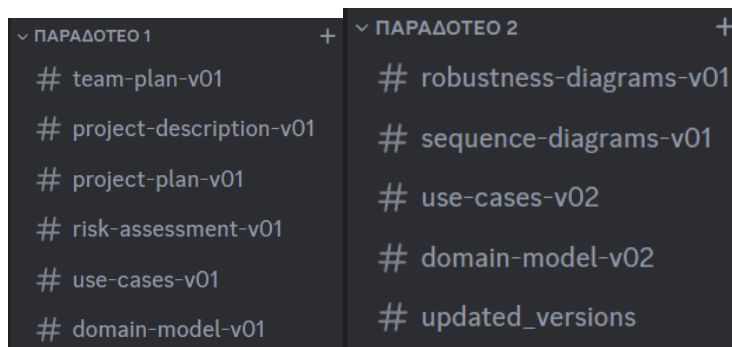 ΠΑΡΑΔΟΤΕΟ 1
# team-plan-v01
# project-description-v01
# project-plan-v01
# risk-assessment-v01
# use-cases-v01
# domain-model-v01
ΠΑΡΑΔΟΤΕΟ 2
# robustness-diagrams-v01
# sequence-diagrams-v01
# use-cases-v02
# domain-model-v02
# updated_versions